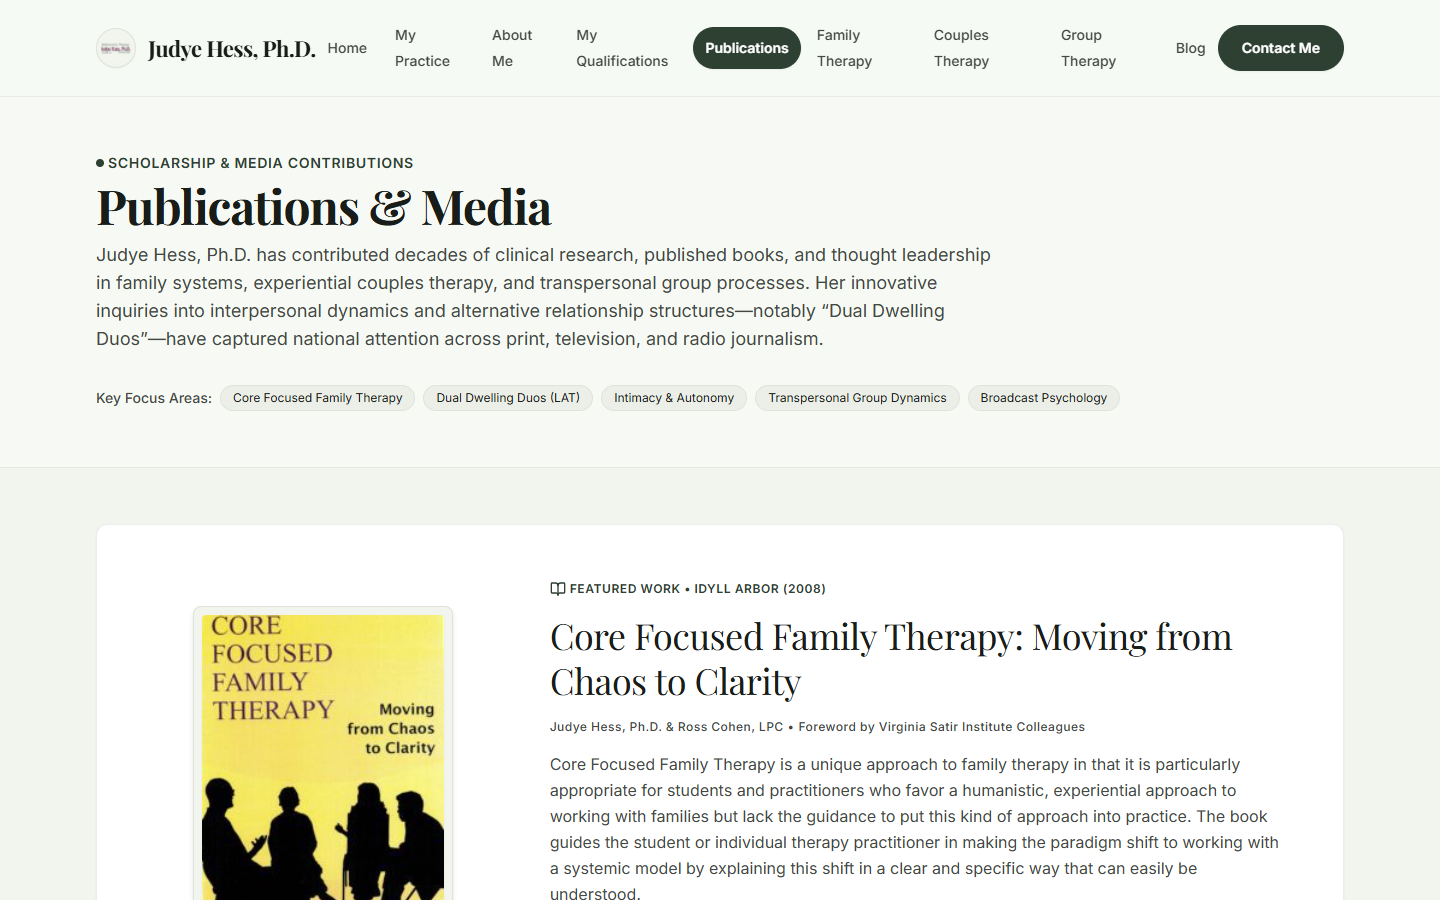 Judye Hess, Ph.D.
Home
My Practice
About Me
My Qualifications
Publications
Family Therapy
Couples Therapy
Group Therapy
Blog
Contact Me
SCHOLARSHIP & MEDIA CONTRIBUTIONS
Publications & Media
Judye Hess, Ph.D. has contributed decades of clinical research, published books, and thought leadership
in family systems, experiential couples therapy, and transpersonal group processes. Her innovative
inquiries into interpersonal dynamics and alternative relationship structures—notably “Dual Dwelling
Duos”—have captured national attention across print, television, and radio journalism.
Key Focus Areas:
Core Focused Family Therapy
Dual Dwelling Duos (LAT)
Intimacy & Autonomy
Transpersonal Group Dynamics
Broadcast Psychology
CORE
FOCUSED
FAMILY
THERAPY
Moving
from Chaos
to Clarity
FEATURED WORK • IDYLL ARBOR (2008)
Core Focused Family Therapy: Moving from
Chaos to Clarity
Judye Hess, Ph.D. & Ross Cohen, LPC • Foreword by Virginia Satir Institute Colleagues
Core Focused Family Therapy is a unique approach to family therapy in that it is particularly
appropriate for students and practitioners who favor a humanistic, experiential approach to
working with families but lack the guidance to put this kind of approach into practice. The book
guides the student or individual therapy practitioner in making the paradigm shift to working with
a systemic model by explaining this shift in a clear and specific way that can easily be
understood.